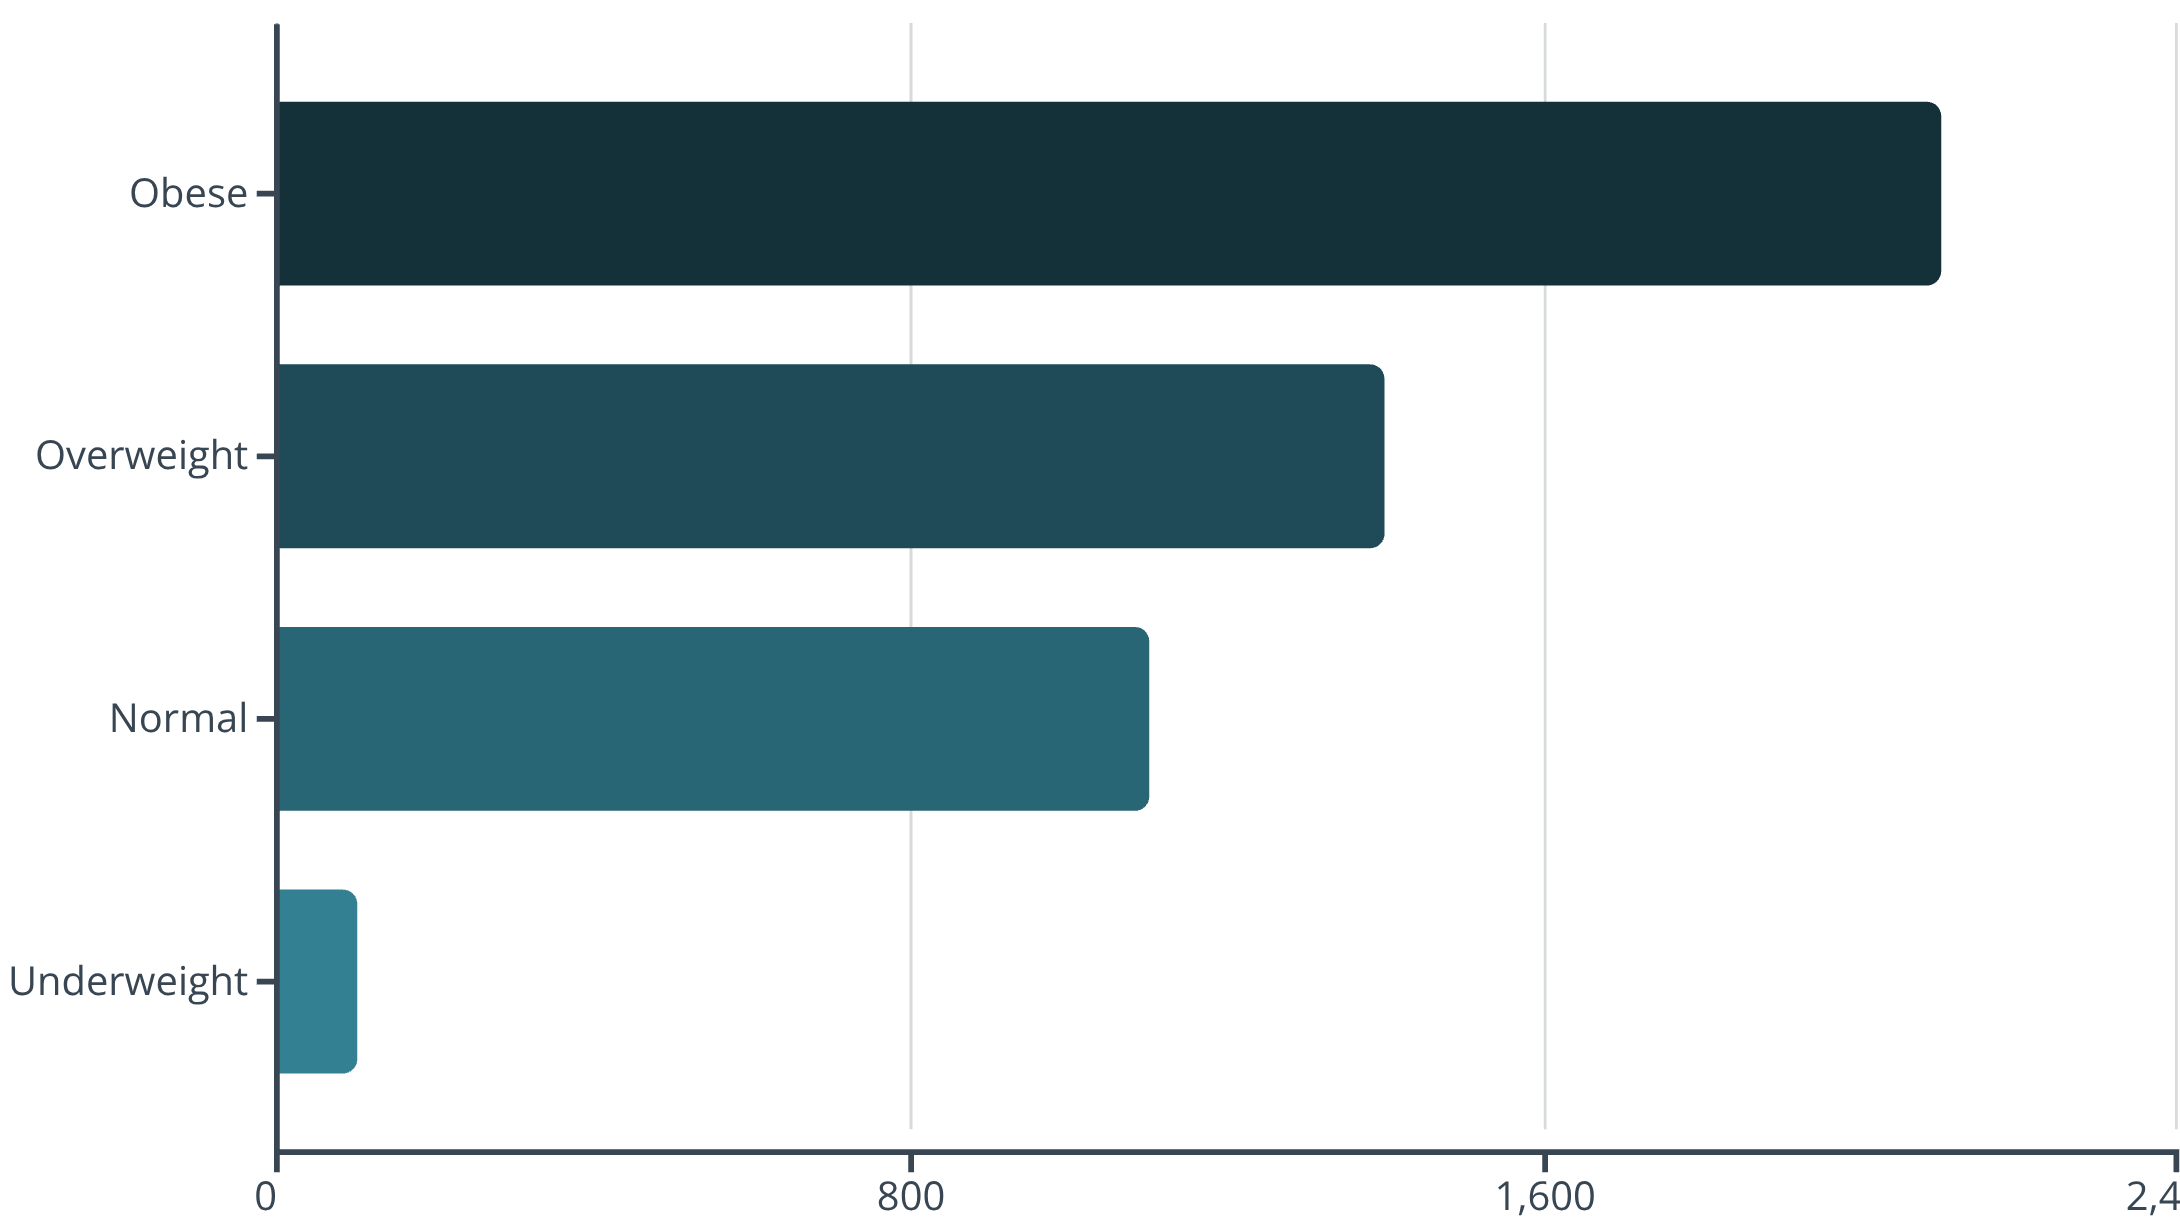 Obese
Overweight
Normal
Underweight
0 800 1,600 2,4